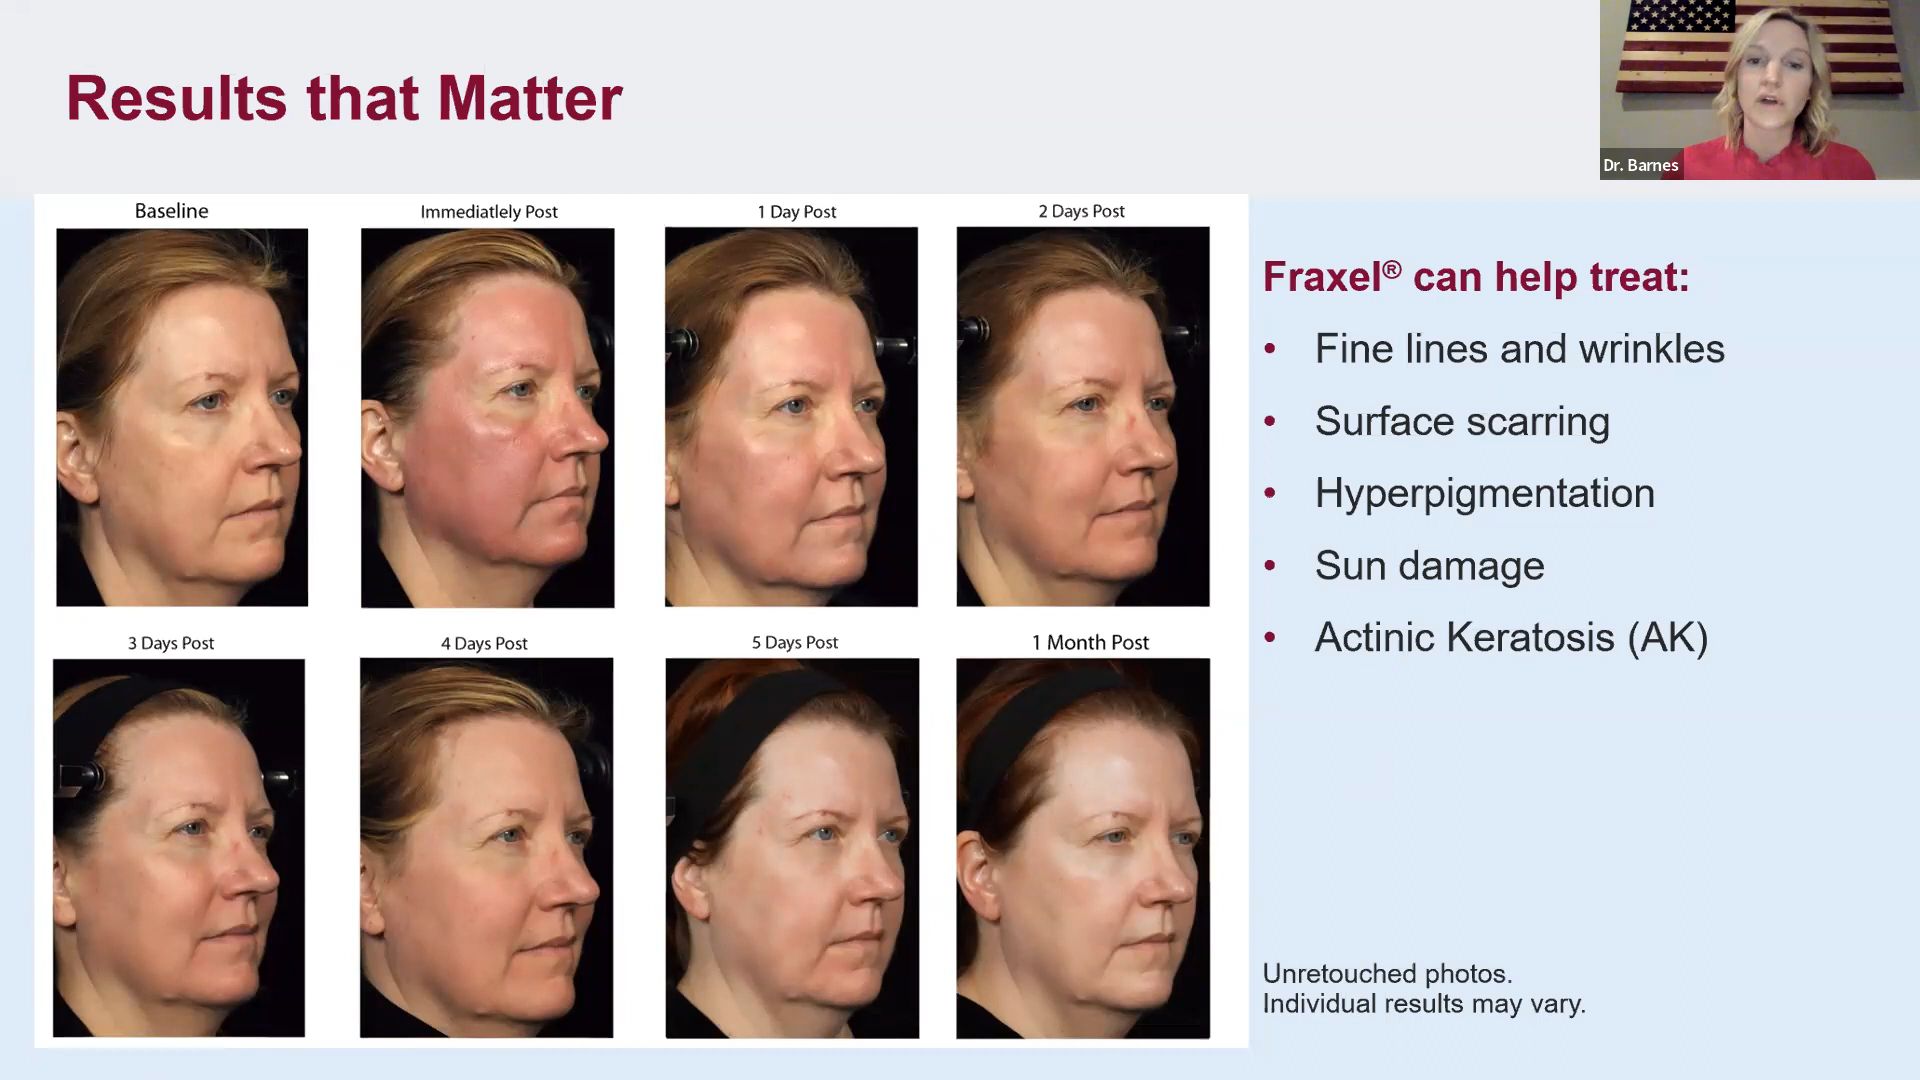 Results that Matter
Dr. Barnes
Baseline
Immediatlely Post
1 Day Post
2 Days Post
3 Days Post
4 Days Post
5 Days Post
1 Month Post
Fraxel® can help treat:
• Fine lines and wrinkles
• Surface scarring
• Hyperpigmentation
• Sun damage
• Actinic Keratosis (AK)
Unretouched photos.
Individual results may vary.